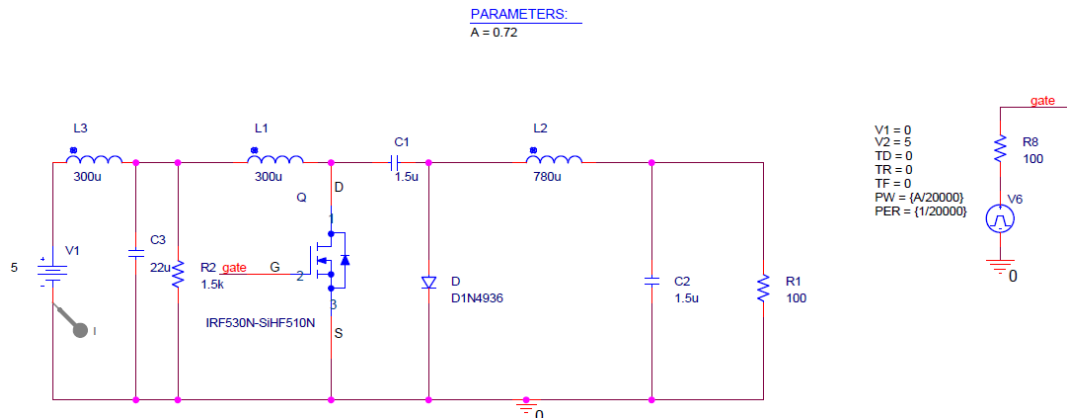 PARAMETERS:
A = 0.72
L3
300u
L1
300u
C1
1.5u
L2
780u
V1 = 0
V2 = 5
TD = 0
TR = 0
TF = 0
PW = {A/20000}
PER = {1/20000}
gate
R8
100
V6
0
Q
D
1
G
2
3
S
IRF530N-SiHF510N
5
V1
+
-
I
C3
22u
R2
1.5k
gate
D
D1N4936
C2
1.5u
R1
100
0